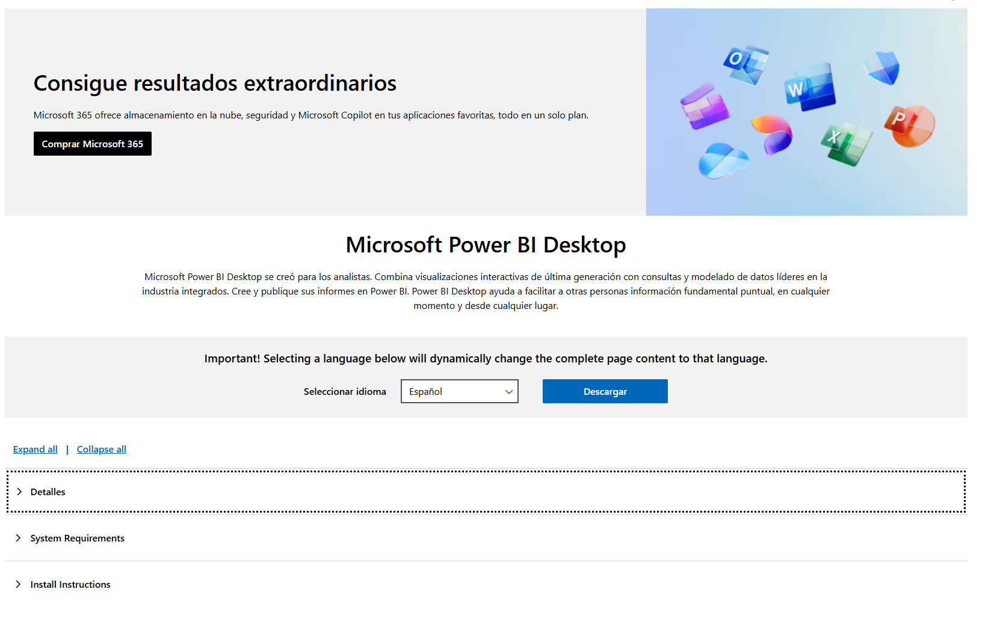 Consigue resultados extraordinarios
Microsoft 365 ofrece almacenamiento en la nube, seguridad y Microsoft Copilot en tus aplicaciones favoritas, todo en un solo plan.
Comprar Microsoft 365
O
W
P
X
Microsoft Power BI Desktop
Microsoft Power BI Desktop se creó para los analistas. Combina visualizaciones interactivas de última generación con consultas y modelado de datos líderes en la
industria integrados. Cree y publique sus informes en Power BI. Power BI Desktop ayuda a facilitar a otras personas información fundamental puntual, en cualquier
momento y desde cualquier lugar.
Important! Selecting a language below will dynamically change the complete page content to that language.
Seleccionar idioma Español Descargar
Expand all | Collapse all
Detalles
System Requirements
Install Instructions